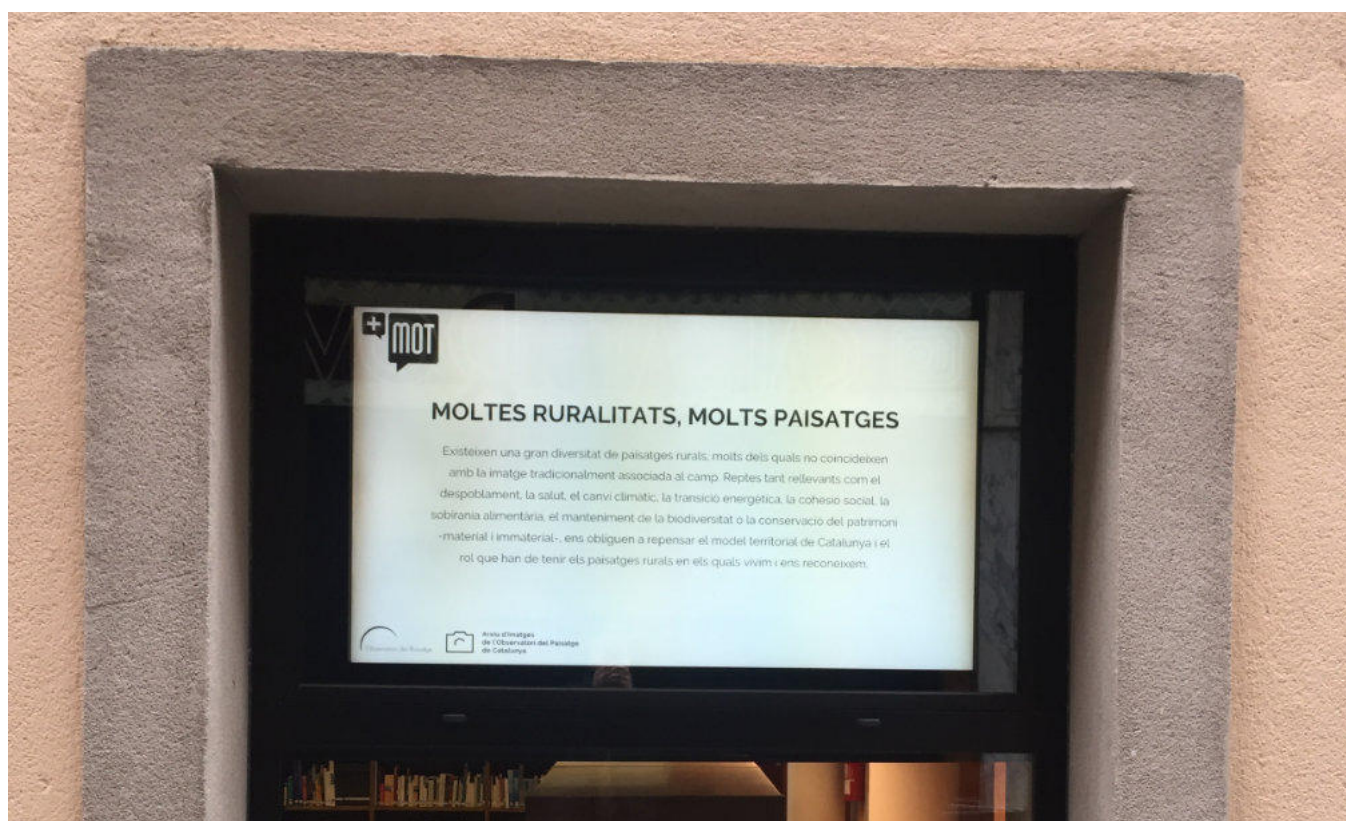 +
MOT
MOLTES RURALITATS, MOLTS PAISATGES
Existeixen una gran diversitat de paisatges rurals, molts dels quals no coincideixen
amb la imatge tradicionalment associada al camp. Reptes tant rellevants com el
despoblament, la salut, el canvi climàtic, la transició energètica, la cohesió social, la
sobirania alimentària, el manteniment de la biodiversitat o la conservació del patrimoni
-material i immaterial-, ens obliguen a repensar el model territorial de Catalunya i el
rol que han de tenir els paisatges rurals en els quals vivim i ens reconeixem.
Observatori del Paisatge
Arxiu d'Imatges
de l'Observatori del Paisatge
de Catalunya